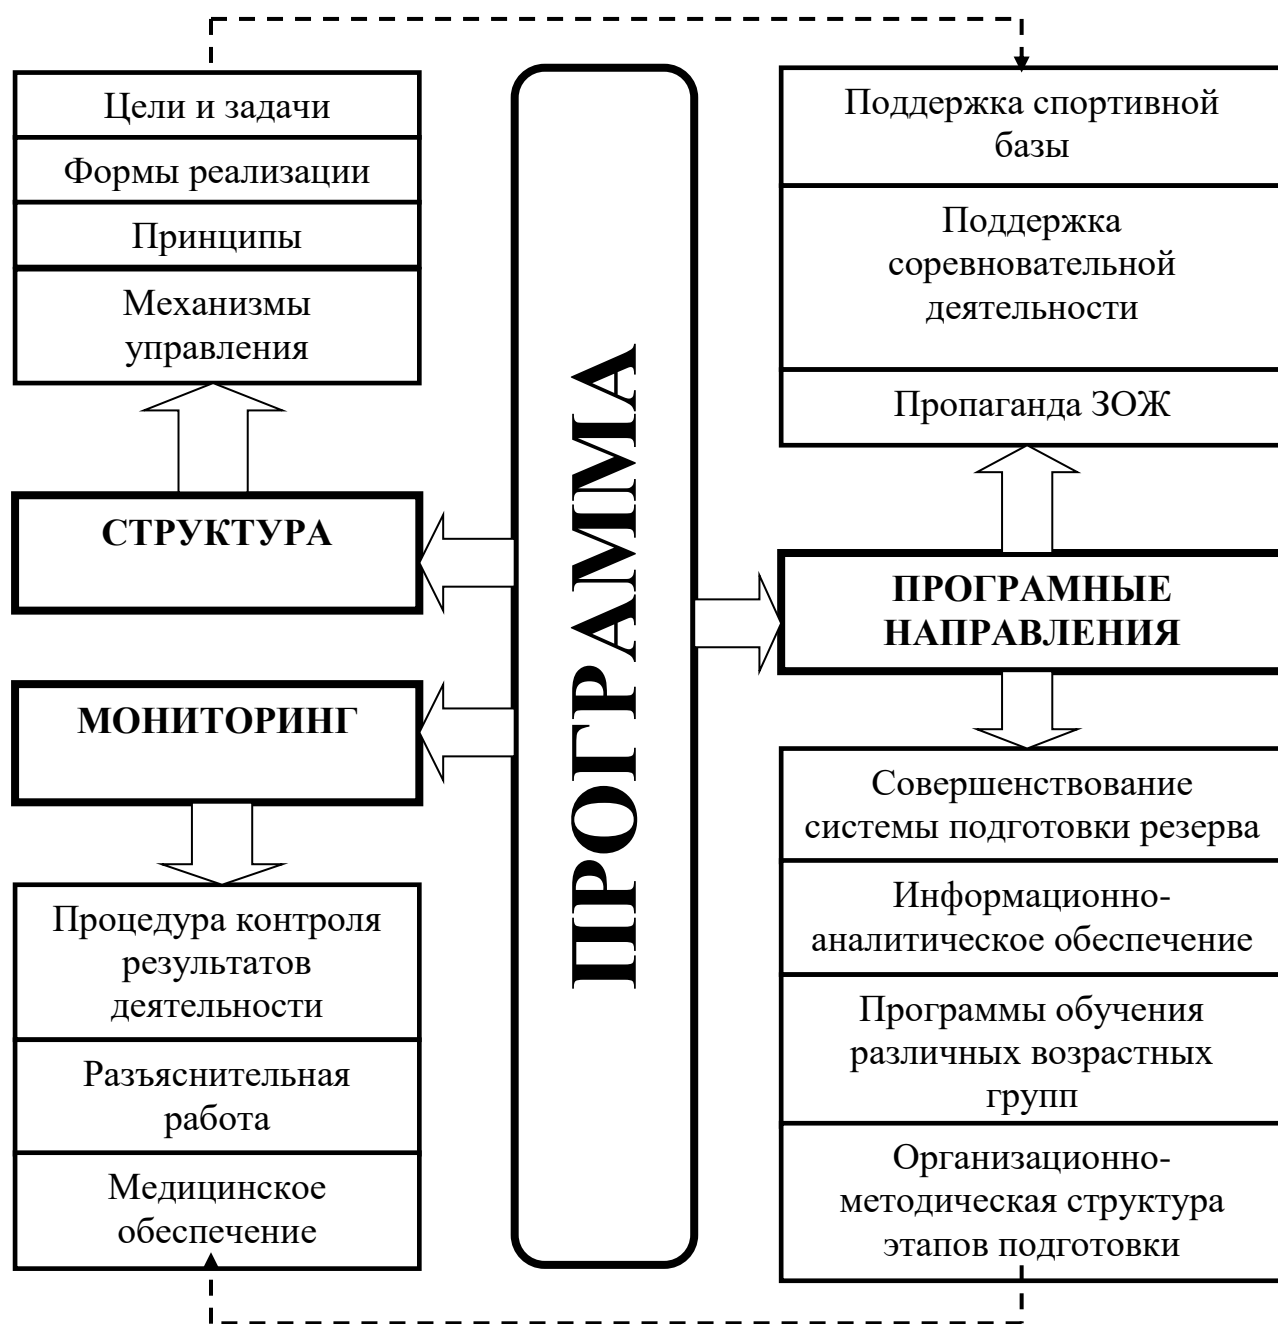 Цели и задачи
Формы реализации
Принципы
Механизмы
управления
СТРУКТУРА
МОНИТОРИНГ
Процедура контроля
результатов
деятельности
Разъяснительная
работа
Медицинское
обеспечение
ПРОГРАММА
Поддержка спортивной
базы
Поддержка
соревновательной
деятельности
Пропаганда ЗОЖ
ПРОГРАМНЫЕ
НАПРАВЛЕНИЯ
Совершенствование
системы подготовки резерва
Информационно-
аналитическое обеспечение
Программы обучения
различных возрастных
групп
Организационно-
методическая структура
этапов подготовки